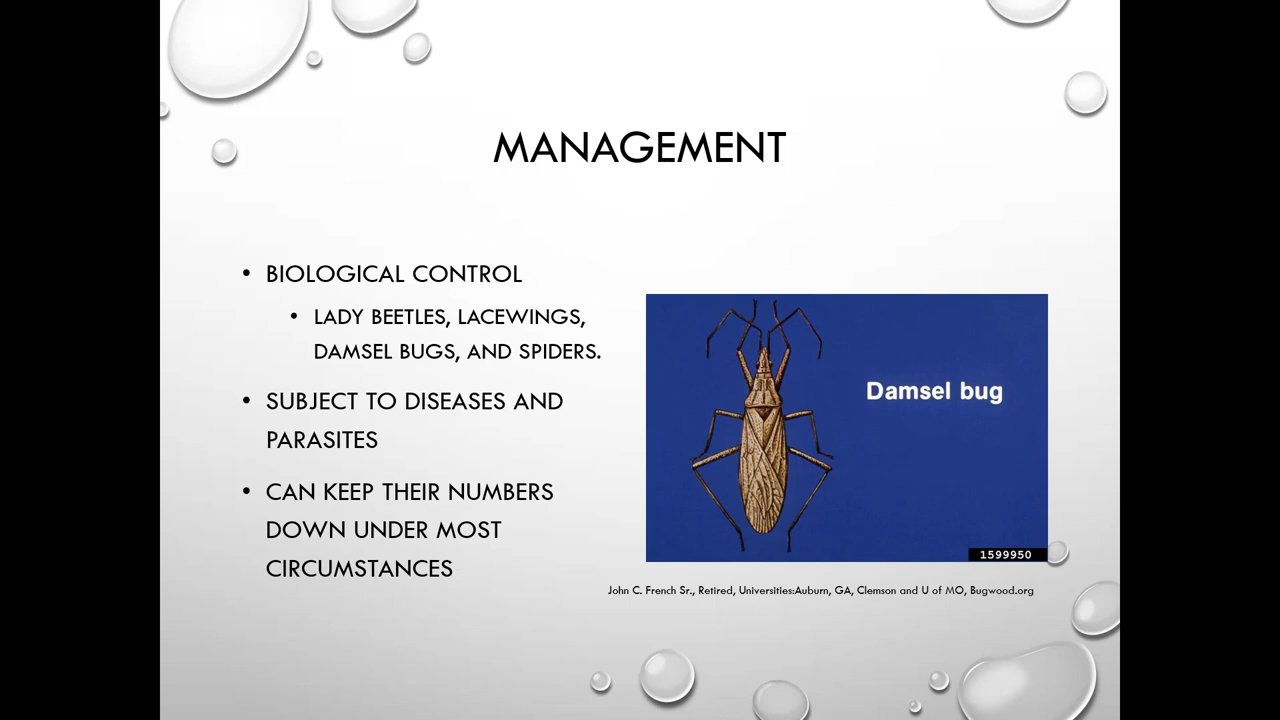 MANAGEMENT
• BIOLOGICAL CONTROL
• LADY BEETLES, LACEWINGS,
DAMSEL BUGS, AND SPIDERS.
• SUBJECT TO DISEASES AND
PARASITES
• CAN KEEP THEIR NUMBERS
DOWN UNDER MOST
CIRCUMSTANCES
Damsel bug
1599950
John C. French Sr., Retired, Universities:Auburn, GA, Clemson and U of MO, Bugwood.org